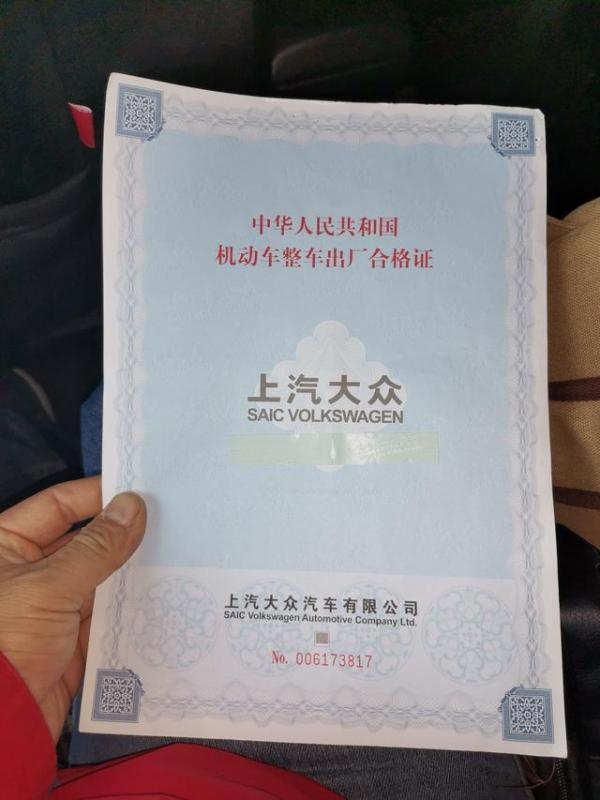 中华人民共和国
机动车整车出厂合格证
上汽大众
SAIC VOLKSWAGEN
上汽大众汽车有限公司
SAIC Volkswagen Automotive Company Ltd.
No. 006173817